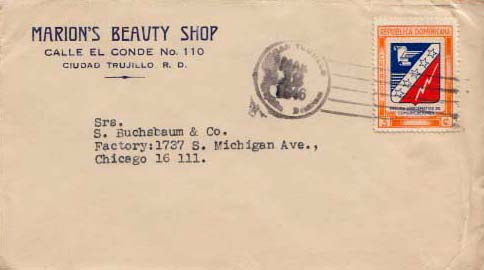 MARION'S BEAUTY SHOP
CALLE EL CONDE No. 110
CIUDAD TRUJILLO, R. D.
REPUBLICA DOMINICANA
Srs.
S. Buchsbaum & Co.
Factory:1737 S. Michigan Ave.,
Chicago 16 111.